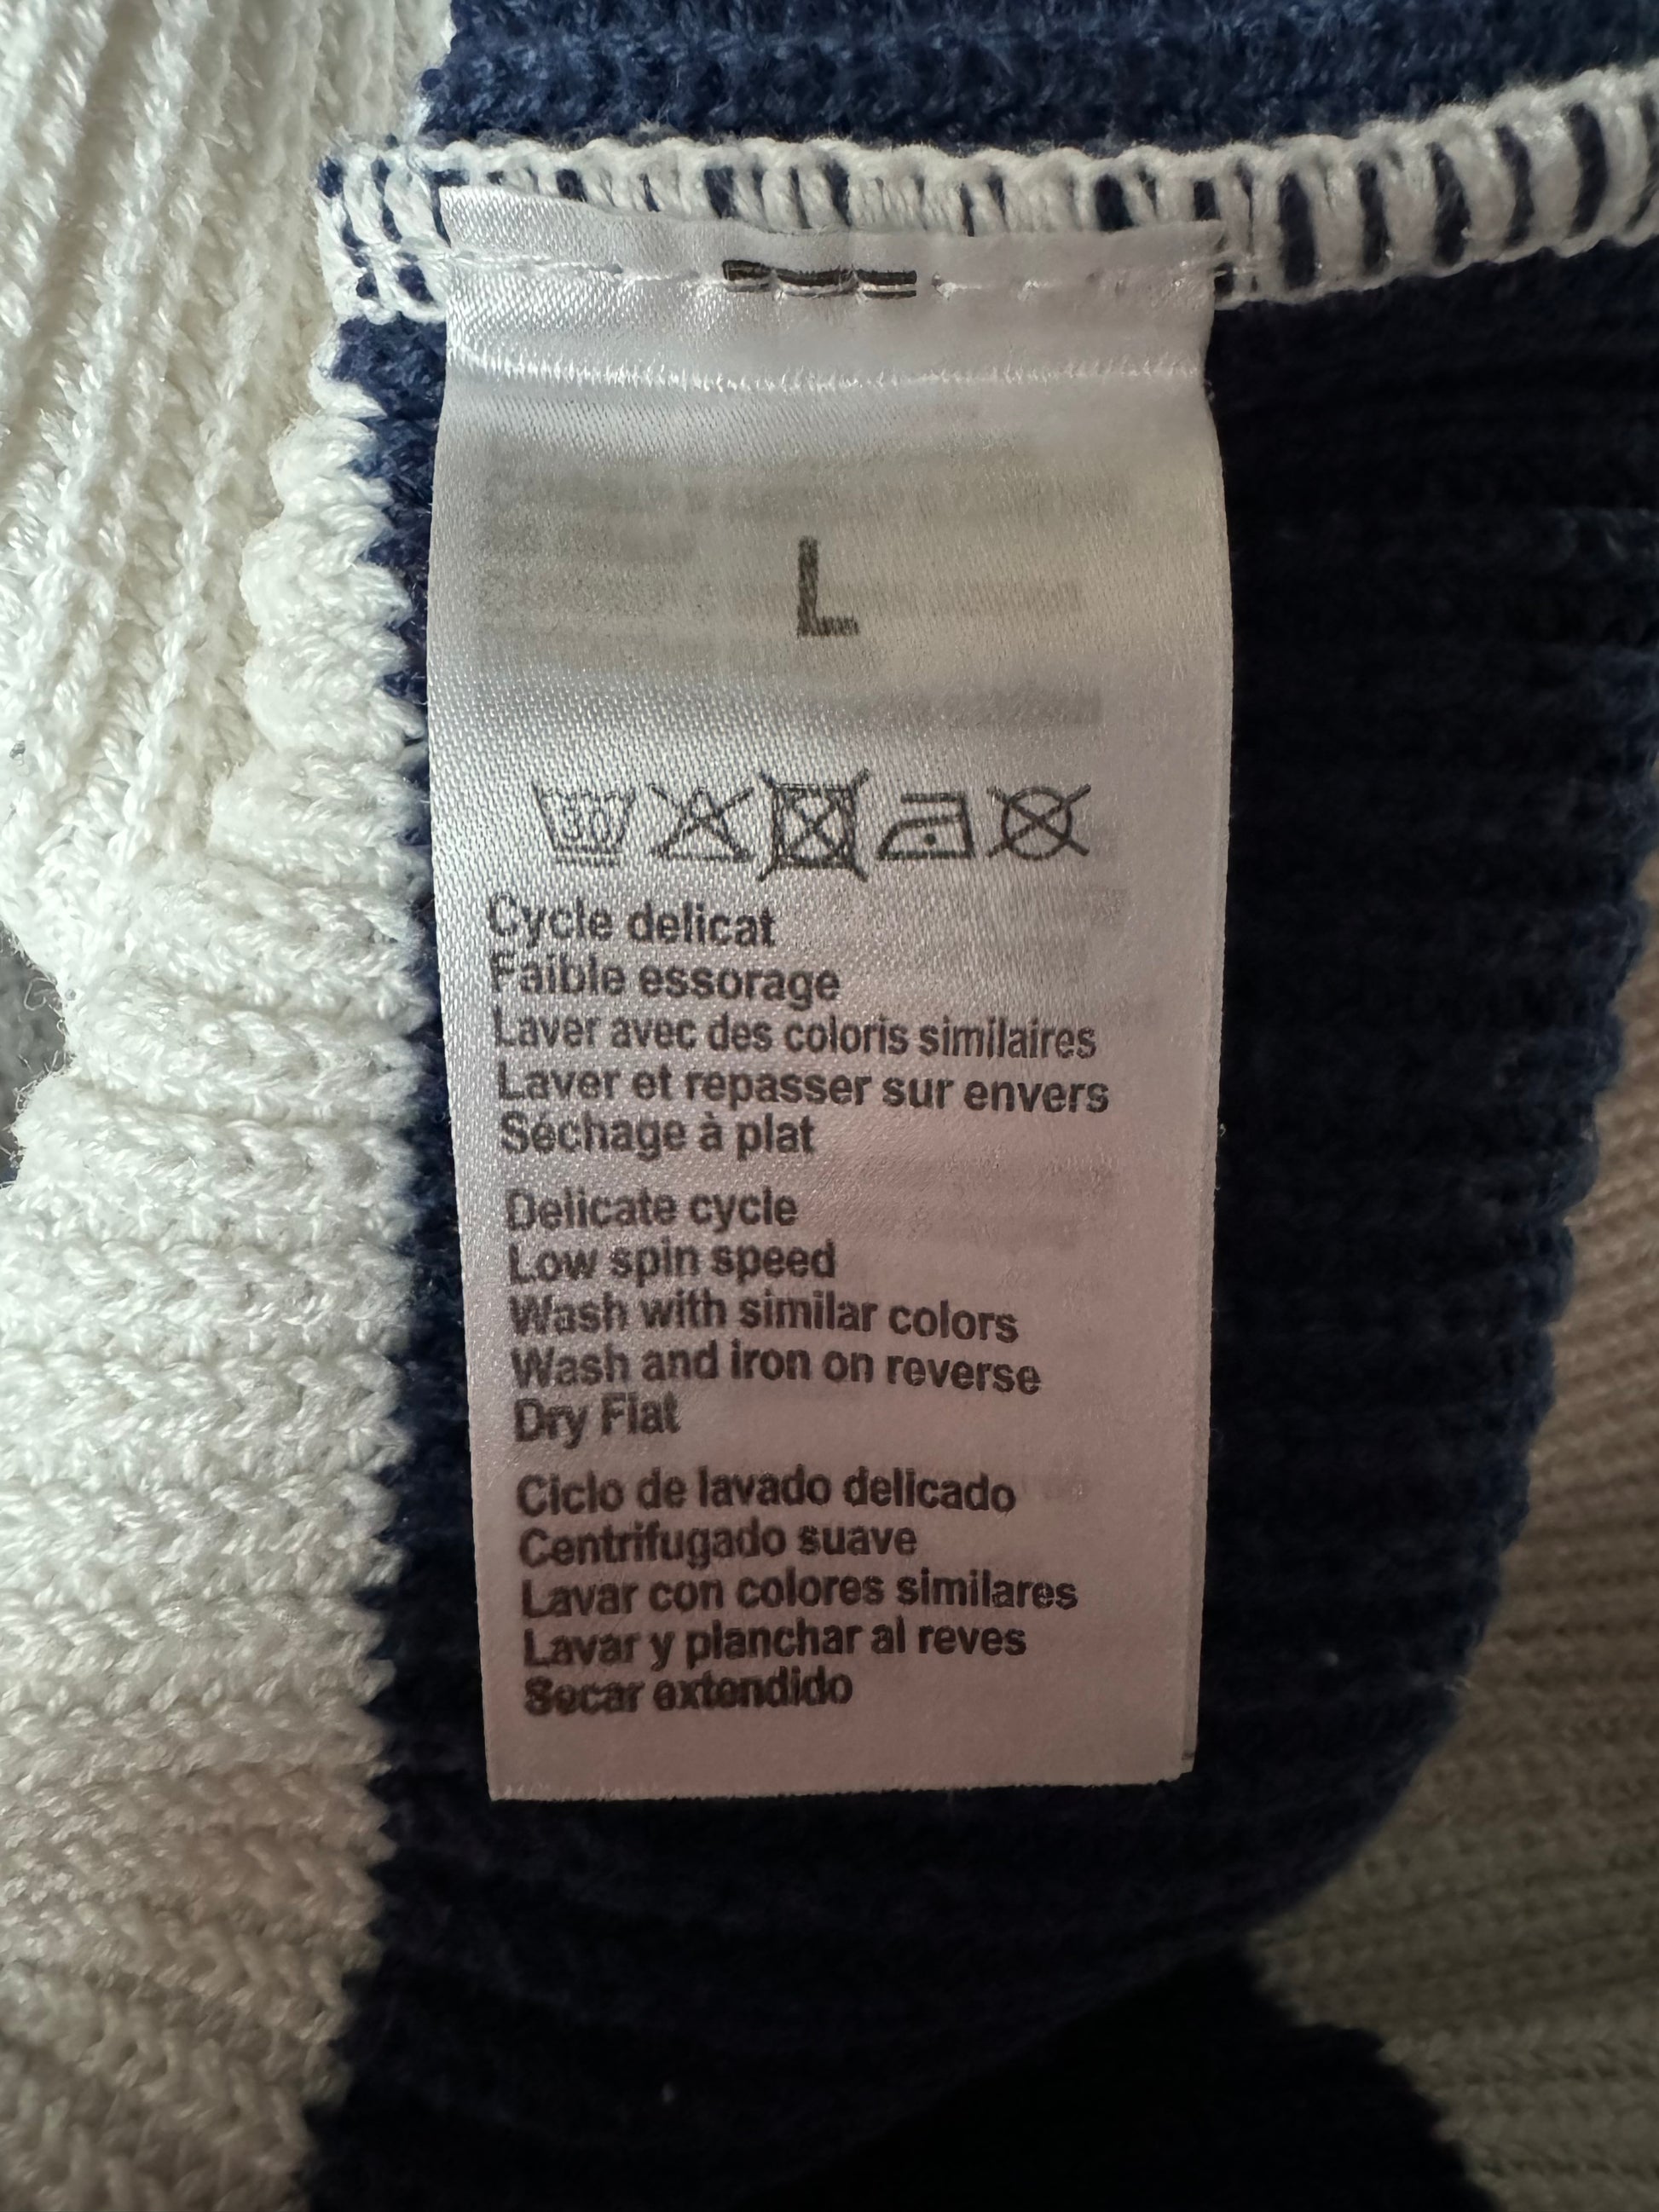 L
30
Cycle delicat
Faible essorage
Laver avec des coloris similaires
Laver et repasser sur envers
Séchage à plat
Delicate cycle
Low spin speed
Wash with similar colors
Wash and iron on reverse
Dry Flat
Ciclo de lavado delicado
Centrifugado suave
Lavar con colores similares
Lavar y planchar al reves
Secar extendido